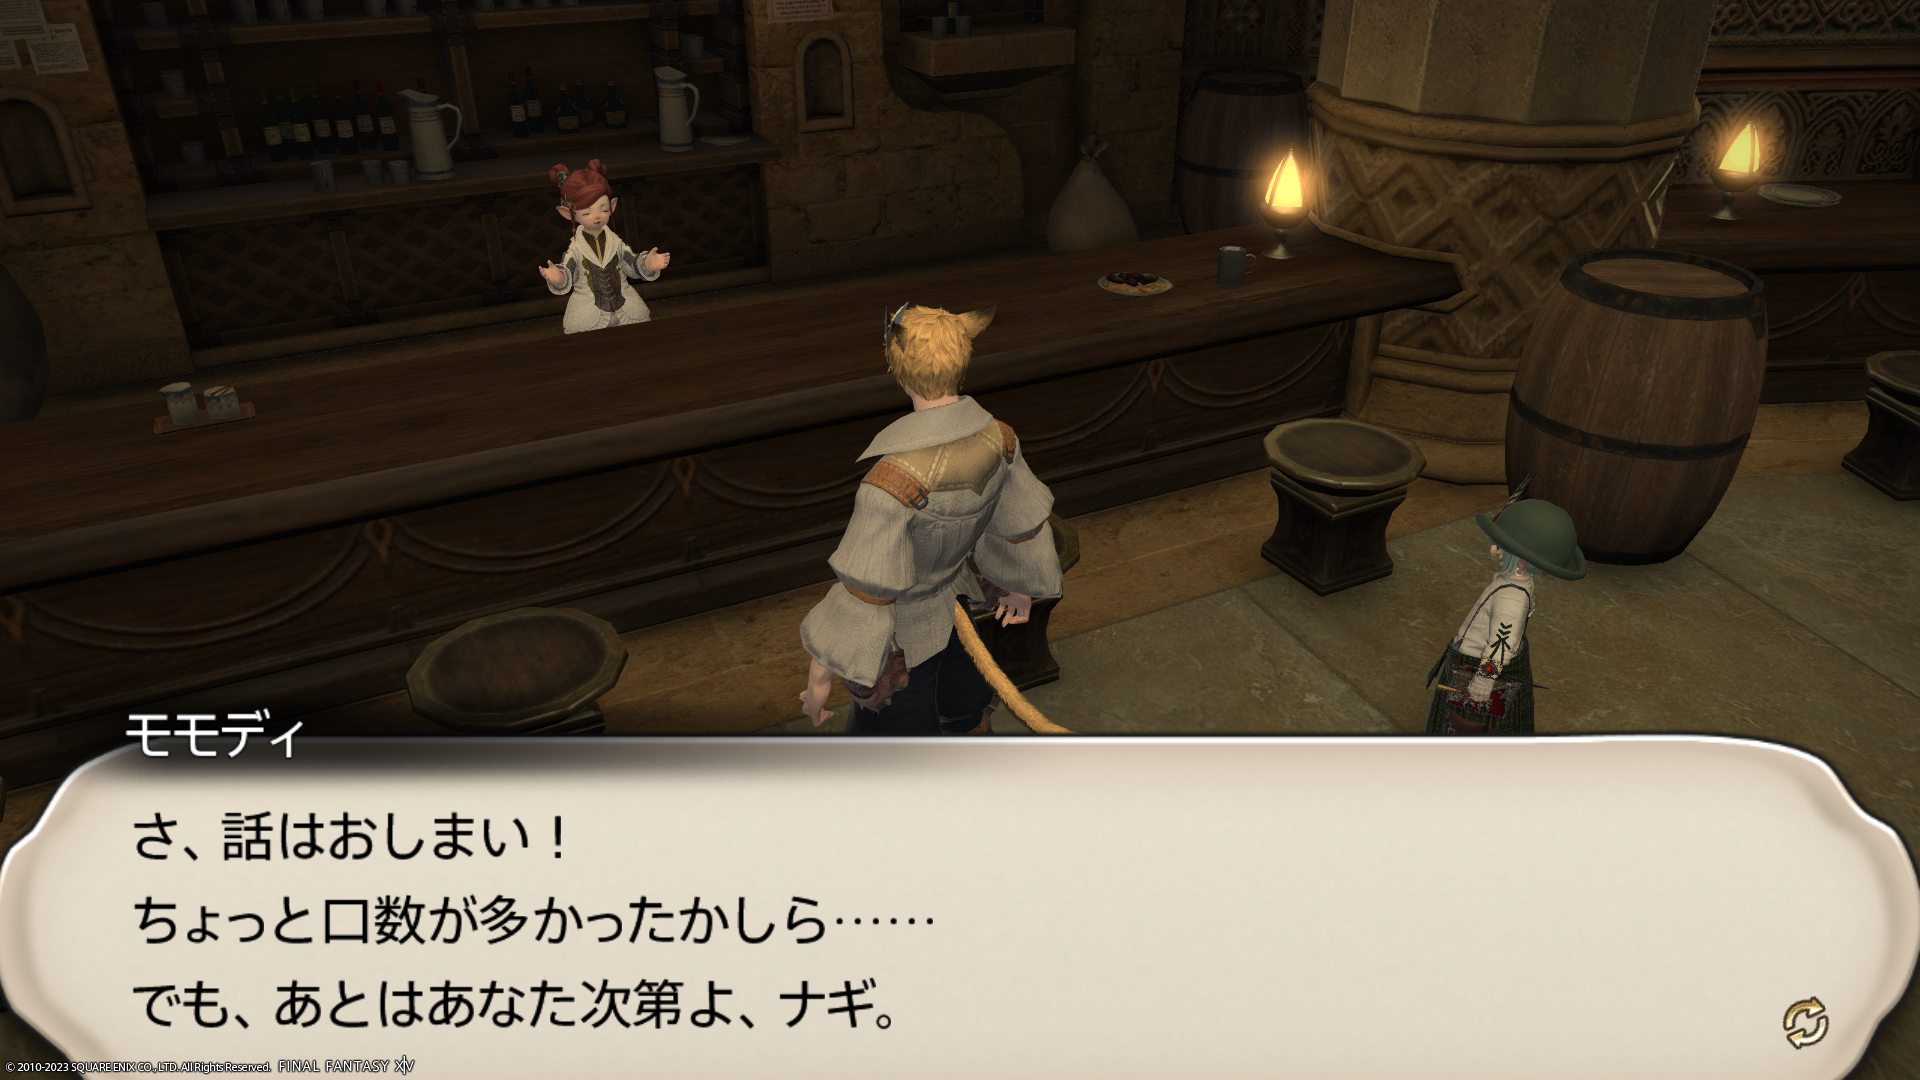 モモディ
さ、話はおしまい！
ちょっと口数が多かったかしら……
でも、あとはあなた次第よ、ナギ。
© 2010-2023 SQUARE ENIX CO., LTD. All Rights Reserved. FINAL FANTASY XIV